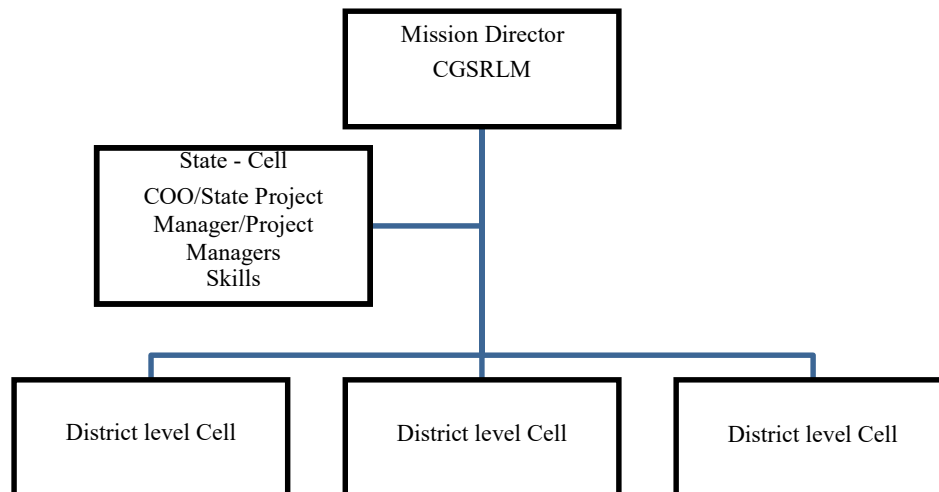 Mission Director
CGSRLM
State - Cell
COO/State Project
Manager/Project
Managers
Skills
District level Cell
District level Cell
District level Cell